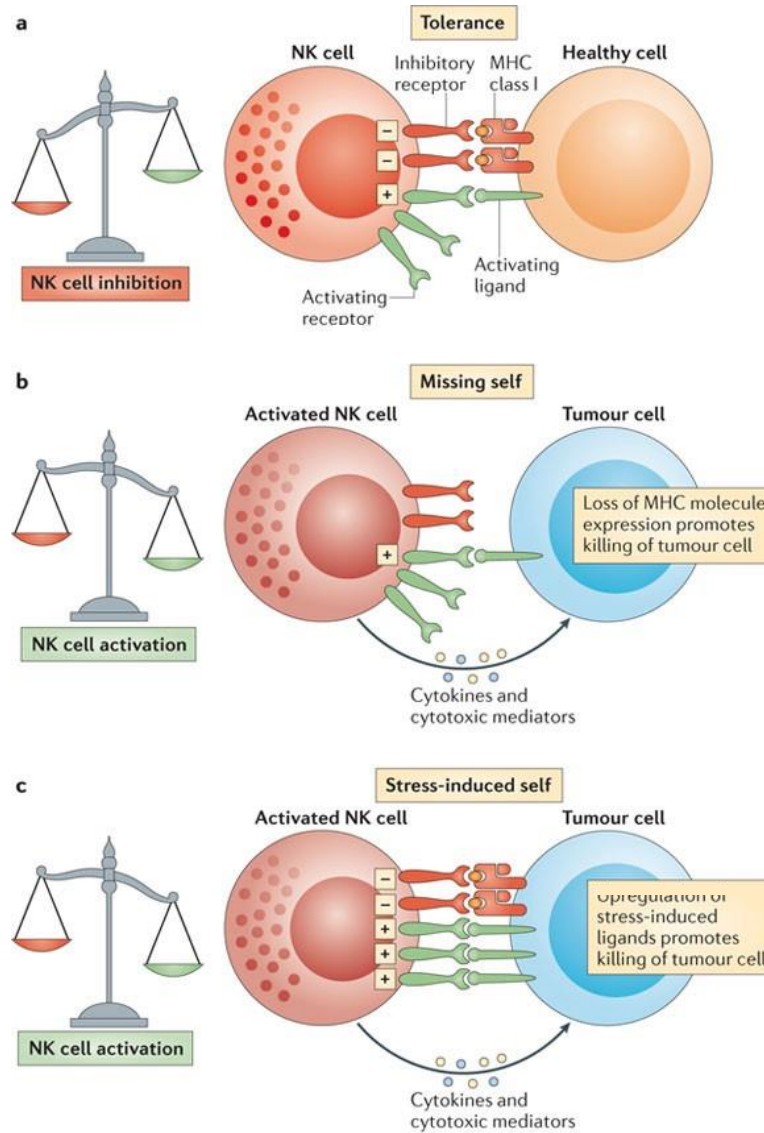 a
Tolerance
NK cell
Inhibitory
receptor
MHC
class I
Healthy cell
−
−
+
NK cell inhibition
Activating
receptor
Activating
ligand
b
Missing self
Activated NK cell
Tumour cell
Loss of MHC molecule
expression promotes
killing of tumour cell
+
NK cell activation
Cytokines and
cytotoxic mediators
c
Stress-induced self
Activated NK cell
Tumour cell
−
−
+
+
+
Upregulation of
stress-induced
ligands promotes
killing of tumour cell
NK cell activation
Cytokines and
cytotoxic mediators